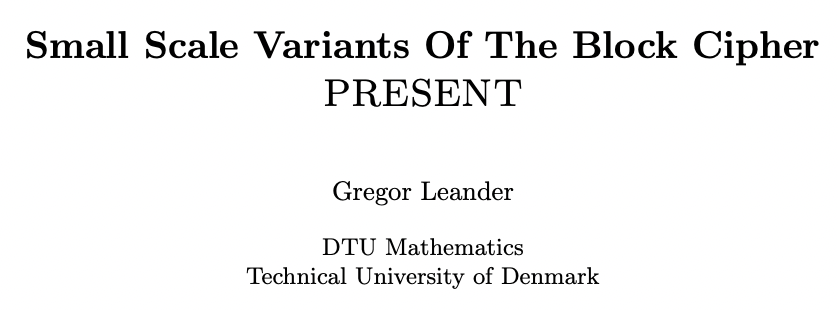 Small Scale Variants Of The Block Cipher
PRESENT
Gregor Leander
DTU Mathematics
Technical University of Denmark